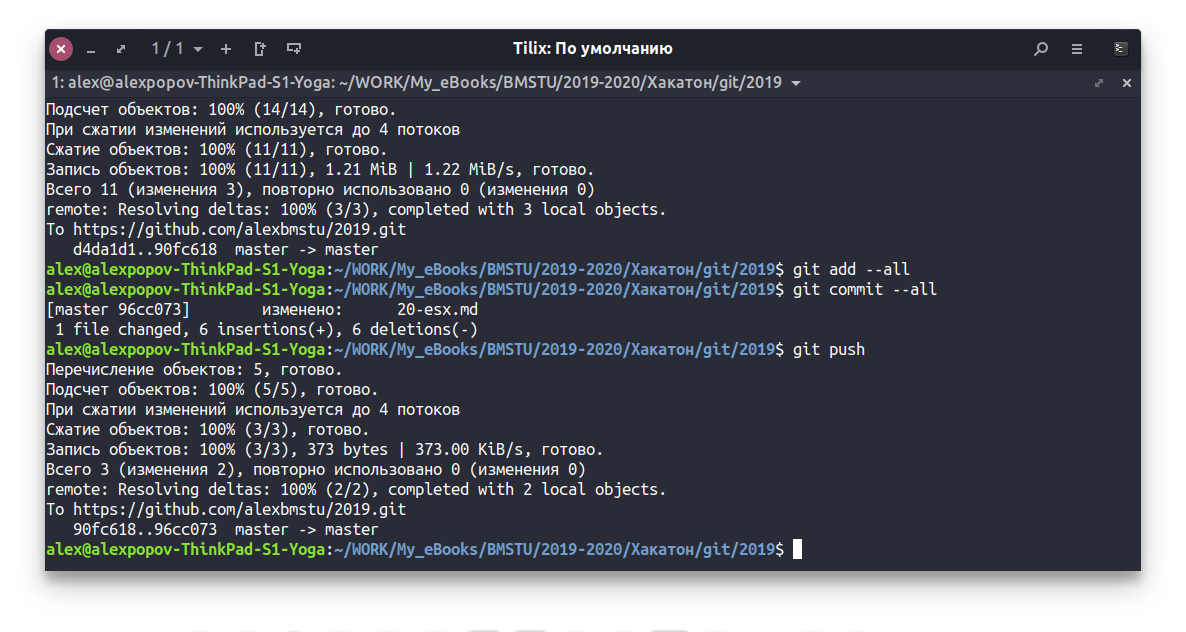 1 / 1
Tilix: По умолчанию
1: alex@alexpopov-ThinkPad-S1-Yoga: ~/WORK/My_eBooks/BMSTU/2019-2020/Хакатон/git/2019
Подсчет объектов: 100% (14/14), готово.
При сжатии изменений используется до 4 потоков
Сжатие объектов: 100% (11/11), готово.
Запись объектов: 100% (11/11), 1.21 MiB | 1.22 MiB/s, готово.
Всего 11 (изменения 3), повторно использовано 0 (изменения 0)
remote: Resolving deltas: 100% (3/3), completed with 3 local objects.
To https://github.com/alexbmstu/2019.git
   d4da1d1..90fc618  master -> master
alex@alexpopov-ThinkPad-S1-Yoga:~/WORK/My_eBooks/BMSTU/2019-2020/Хакатон/git/2019$ git add --all
alex@alexpopov-ThinkPad-S1-Yoga:~/WORK/My_eBooks/BMSTU/2019-2020/Хакатон/git/2019$ git commit --all
[master 96cc073]        изменено:      20-esx.md
 1 file changed, 6 insertions(+), 6 deletions(-)
alex@alexpopov-ThinkPad-S1-Yoga:~/WORK/My_eBooks/BMSTU/2019-2020/Хакатон/git/2019$ git push
Перечисление объектов: 5, готово.
Подсчет объектов: 100% (5/5), готово.
При сжатии изменений используется до 4 потоков
Сжатие объектов: 100% (3/3), готово.
Запись объектов: 100% (3/3), 373 bytes | 373.00 KiB/s, готово.
Всего 3 (изменения 2), повторно использовано 0 (изменения 0)
remote: Resolving deltas: 100% (2/2), completed with 2 local objects.
To https://github.com/alexbmstu/2019.git
   90fc618..96cc073  master -> master
alex@alexpopov-ThinkPad-S1-Yoga:~/WORK/My_eBooks/BMSTU/2019-2020/Хакатон/git/2019$